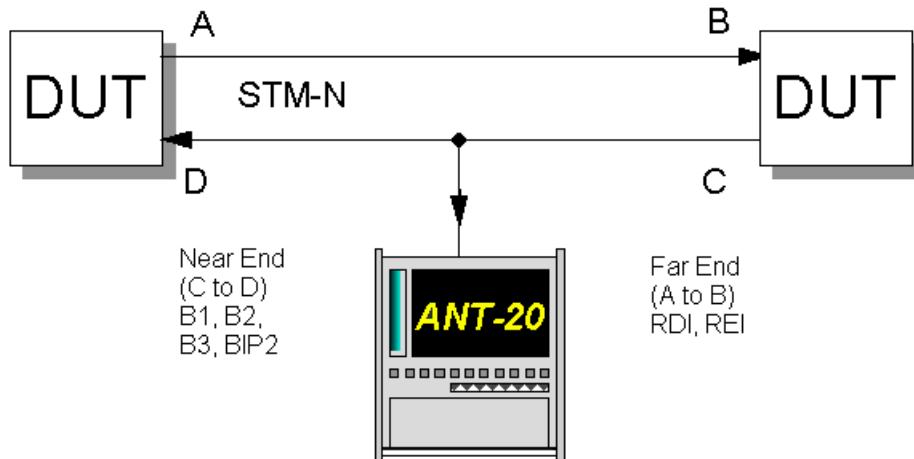 A
B
DUT
STM-N
DUT
D
C
Near End
(C to D)
B1, B2,
B3, BIP2
ANT-20
Far End
(A to B)
RDI, REI